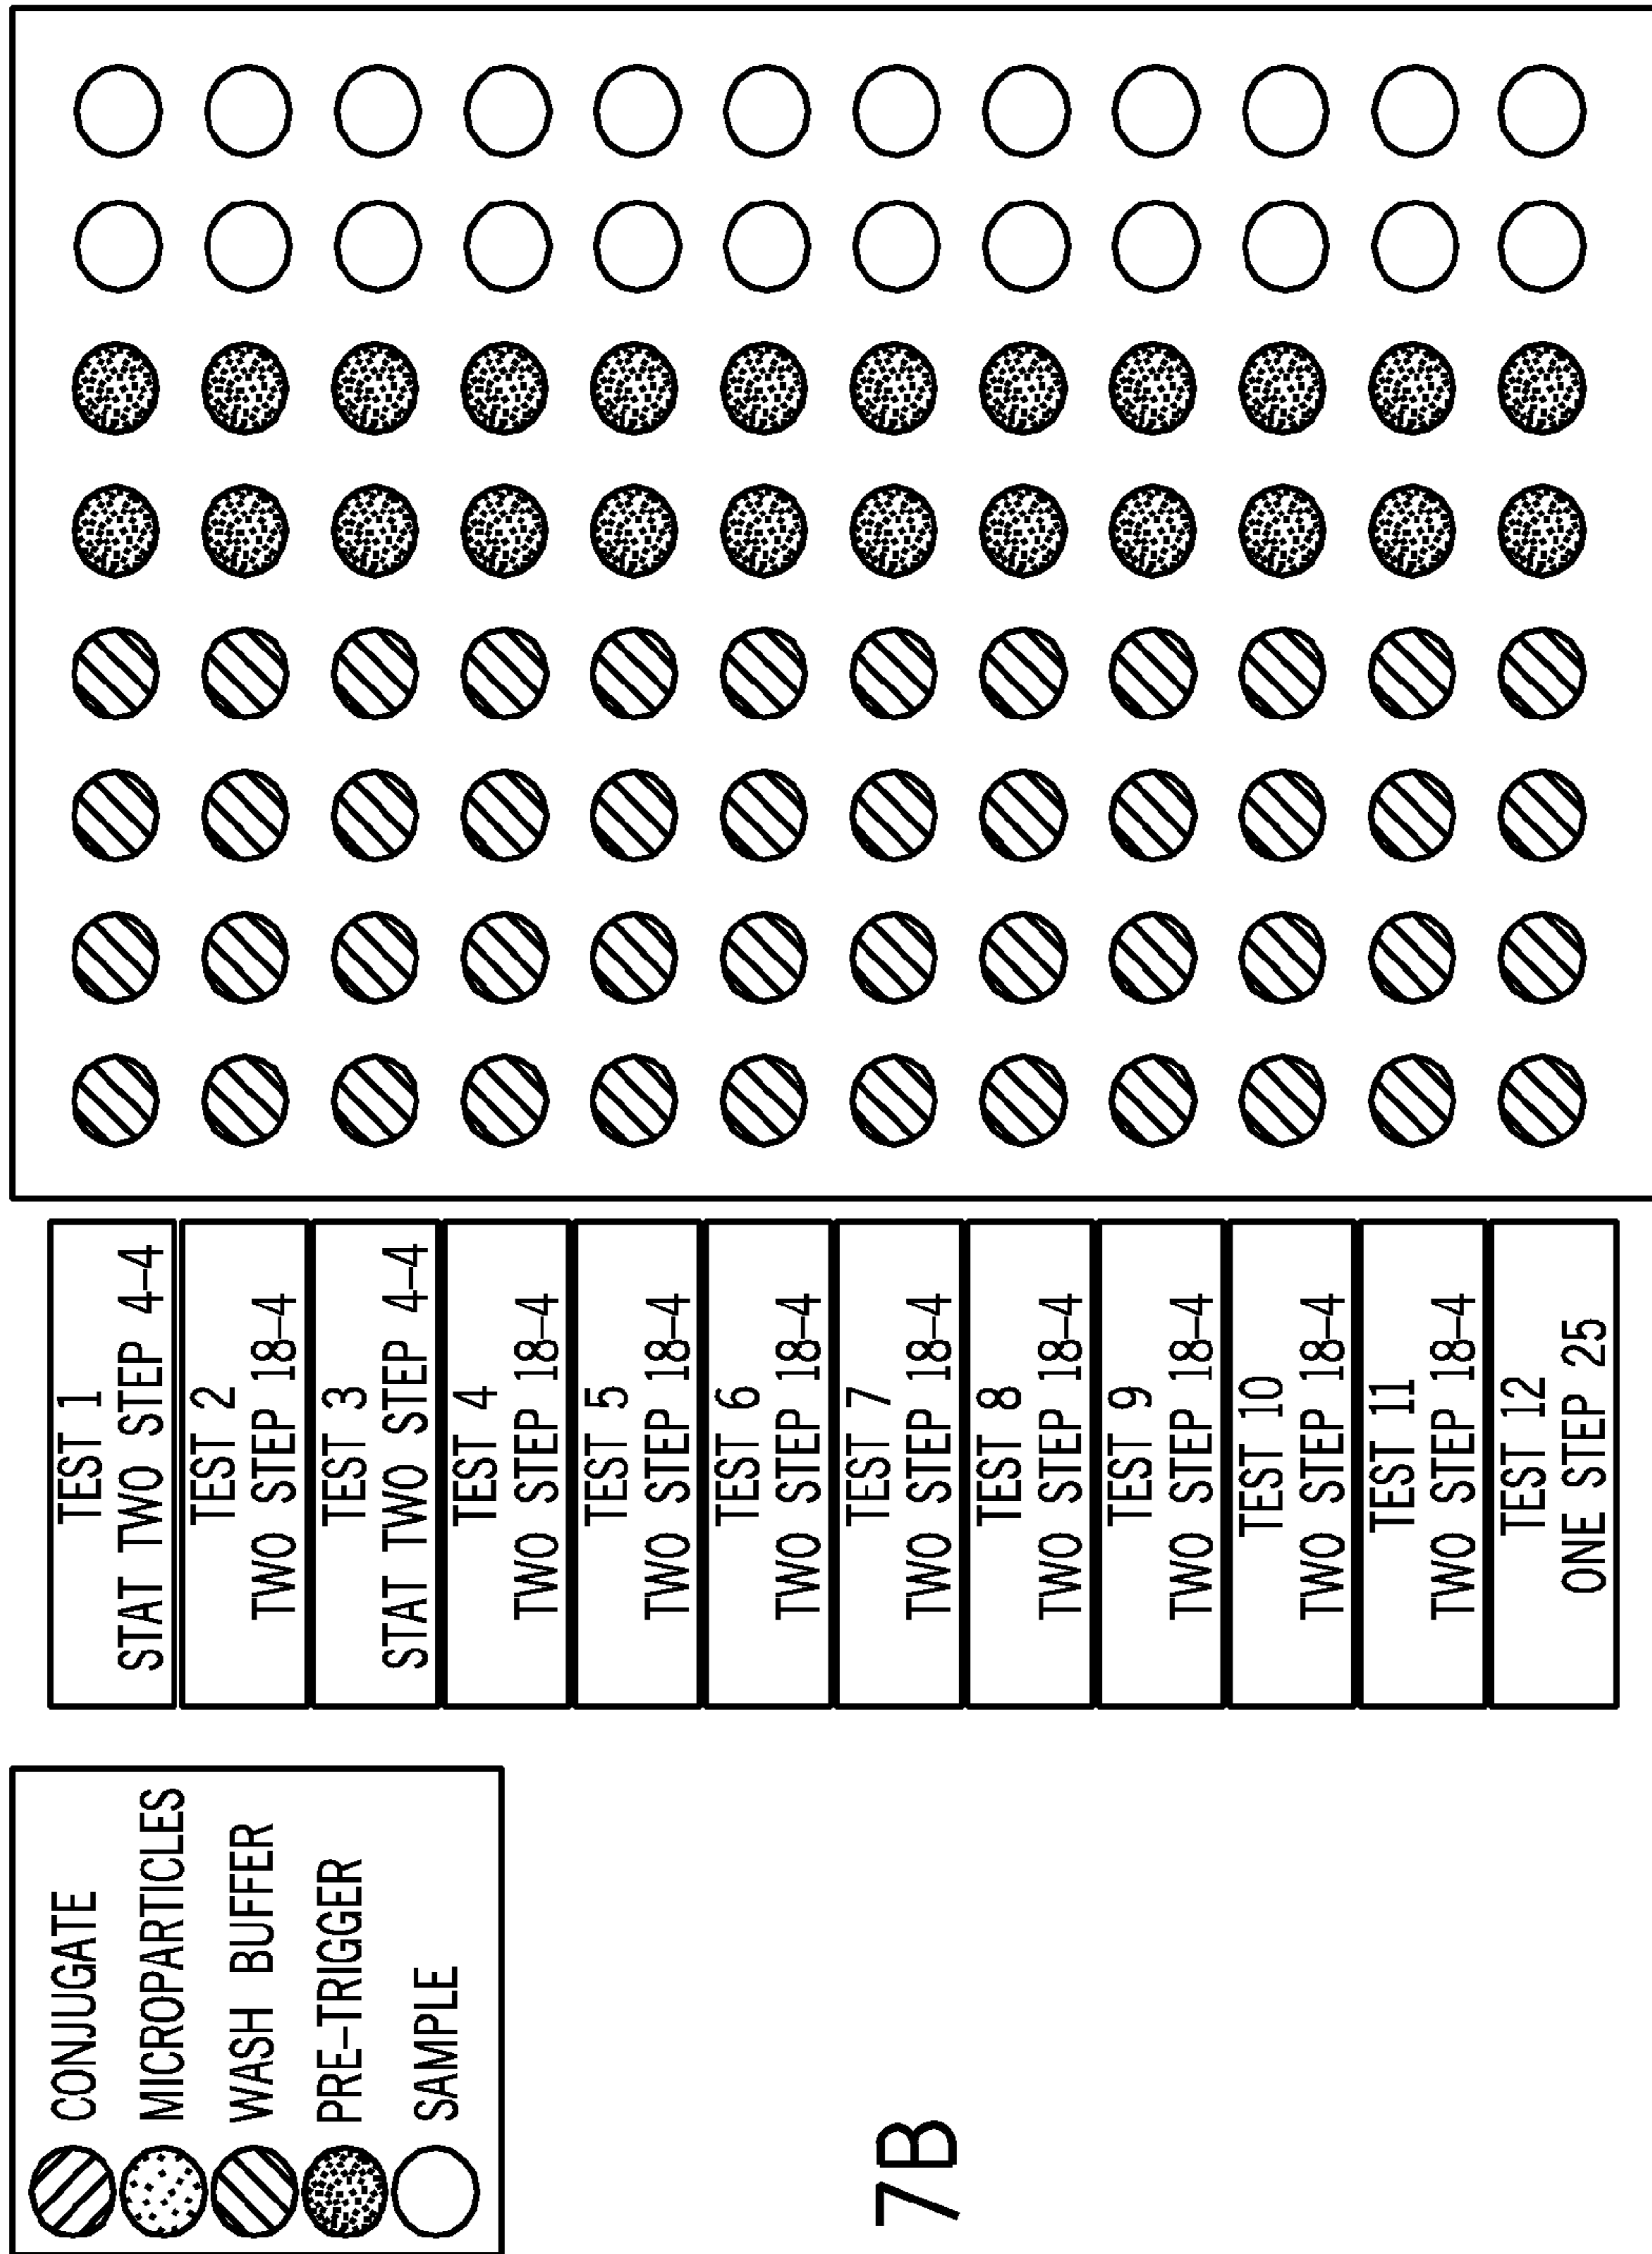 CONJUGATE
MICROPARTICLES
WASH BUFFER
PRE-TRIGGER
SAMPLE
TEST 1
STAT TWO STEP 4-4
TEST 2
TWO STEP 18-4
TEST 3
STAT TWO STEP 4-4
TEST 4
TWO STEP 18-4
TEST 5
TWO STEP 18-4
TEST 6
TWO STEP 18-4
TEST 7
TWO STEP 18-4
TEST 8
TWO STEP 18-4
TEST 9
TWO STEP 18-4
TEST 10
TWO STEP 18-4
TEST 11
TWO STEP 18-4
TEST 12
ONE STEP 25
7B